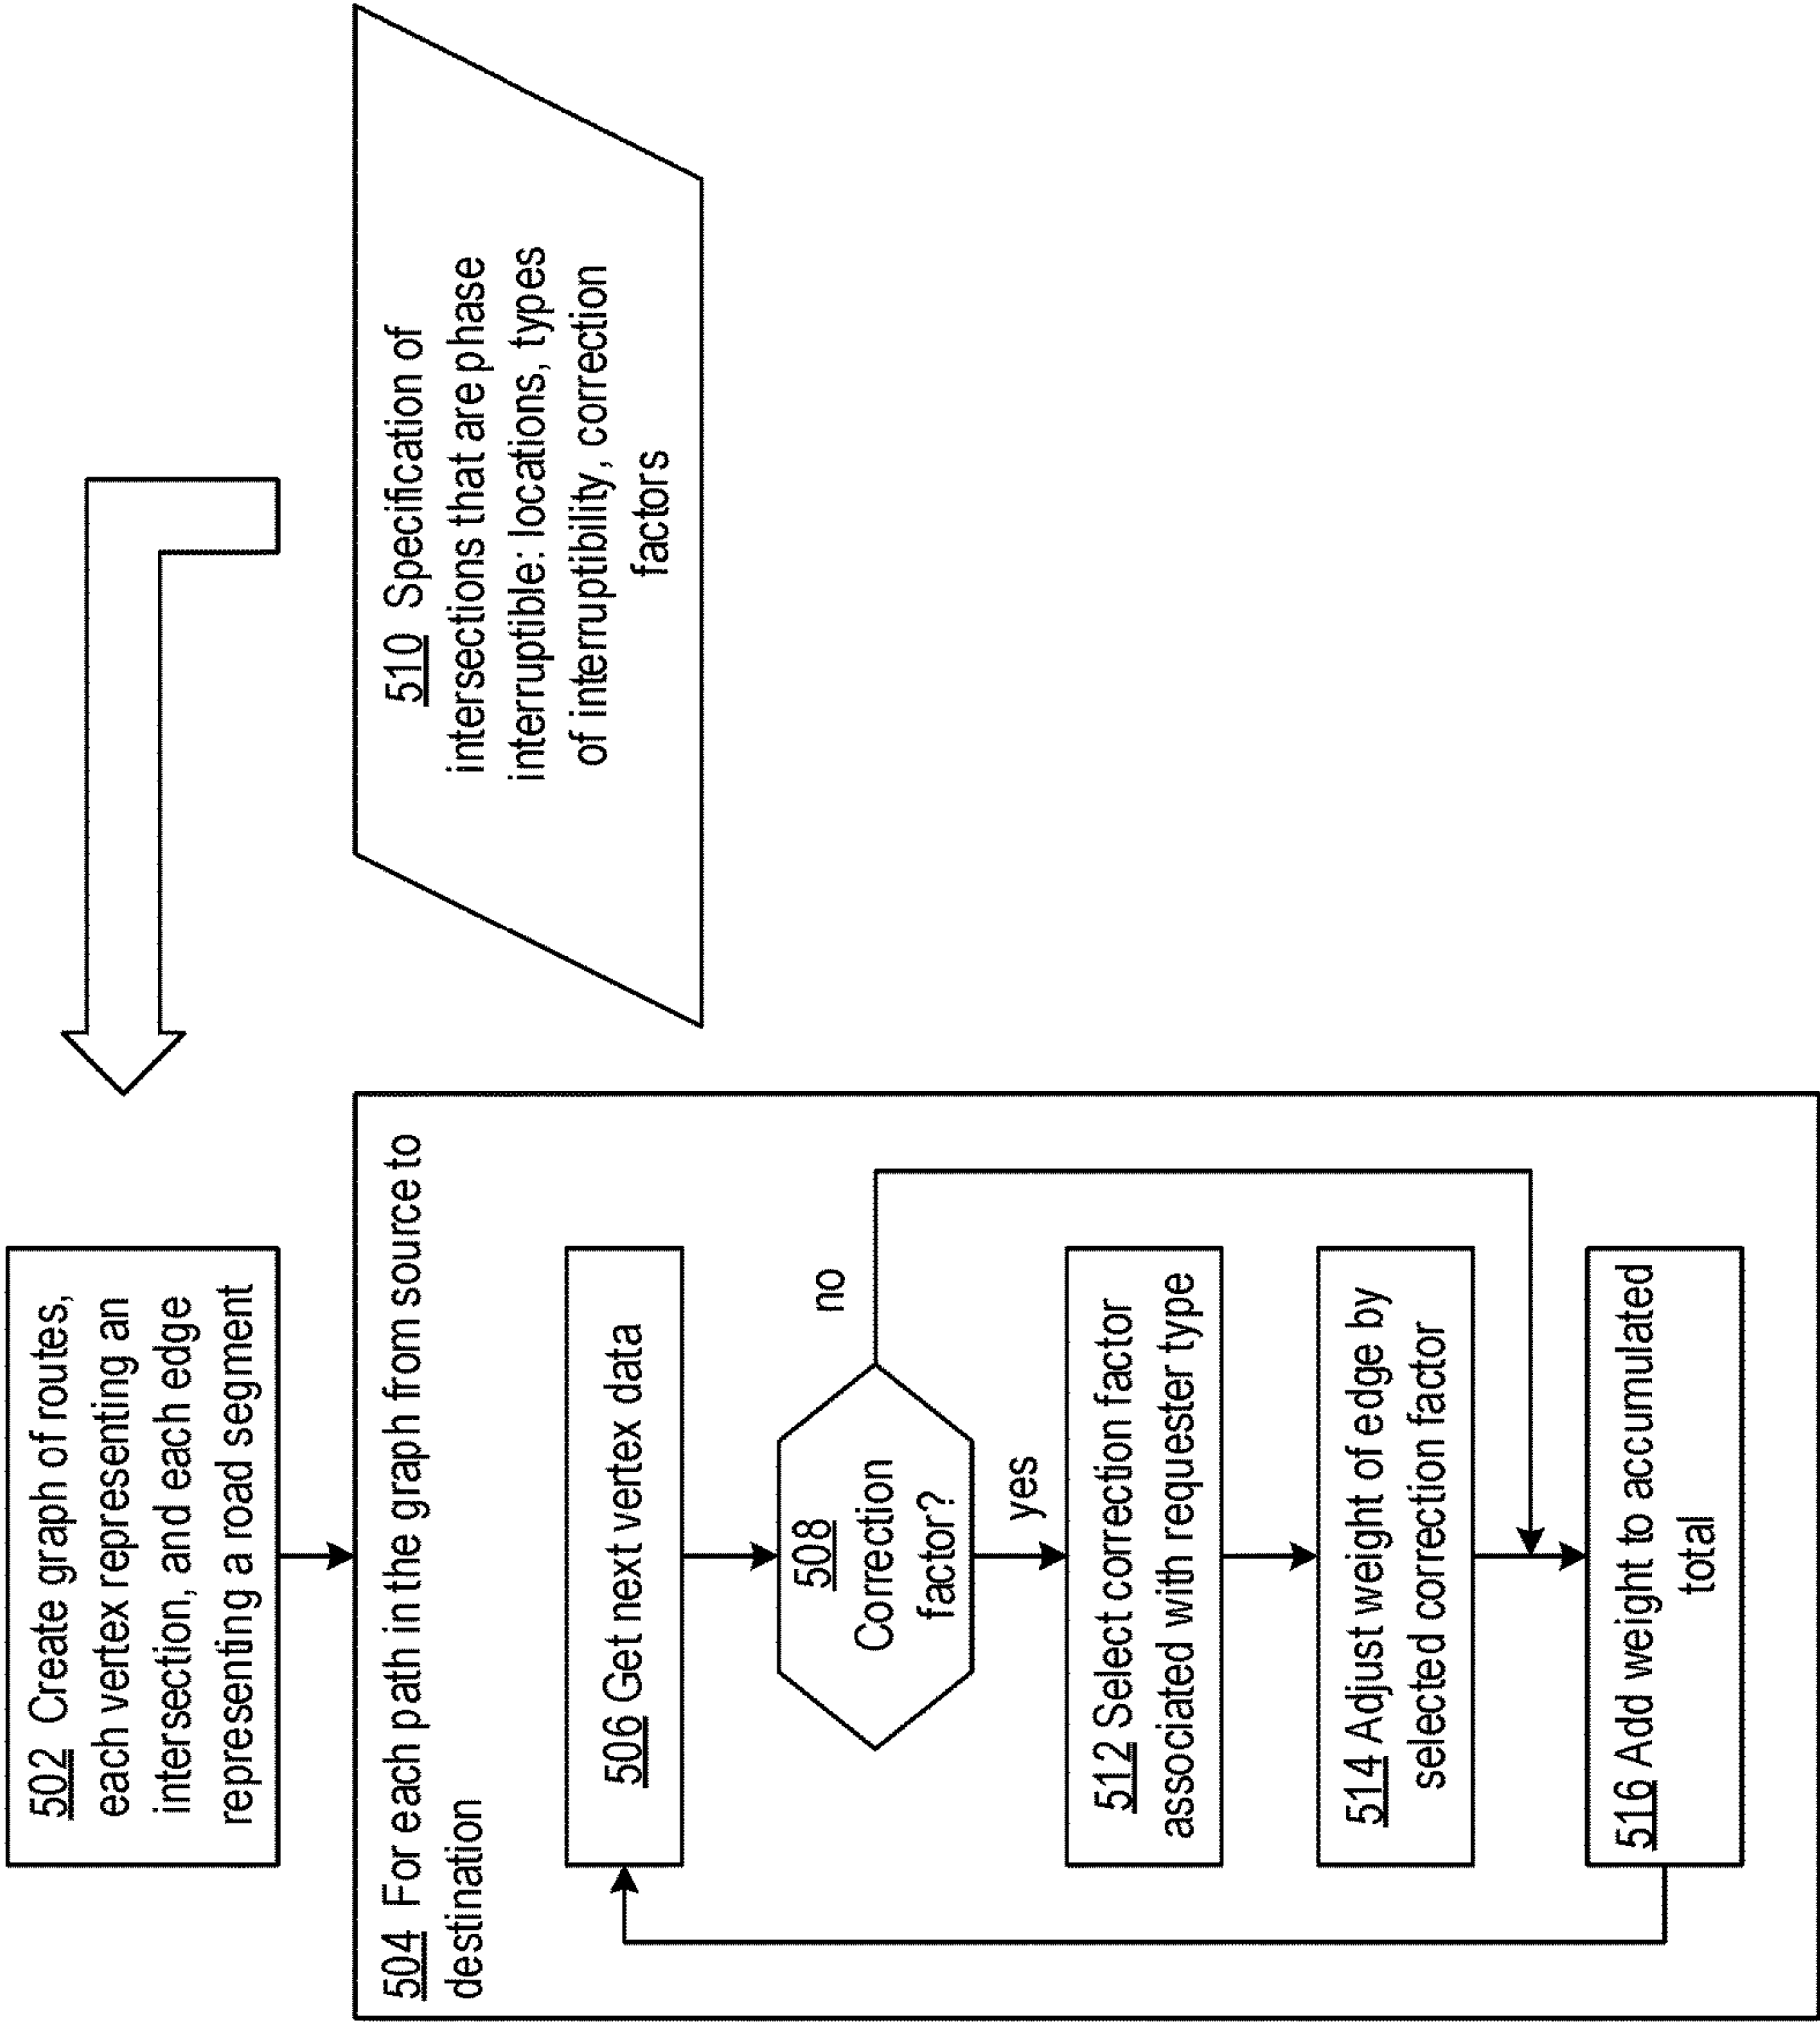 502 Create graph of routes,
each vertex representing an
intersection, and each edge
representing a road segment
504 For each path in the graph from source to
destination
506 Get next vertex data
508
Correction
factor?
no
yes
512 Select correction factor
associated with requester type
514 Adjust weight of edge by
selected correction factor
516 Add weight to accumulated
total
510 Specification of
intersections that are phase
interruptible: locations, types
of interruptibility, correction
factors